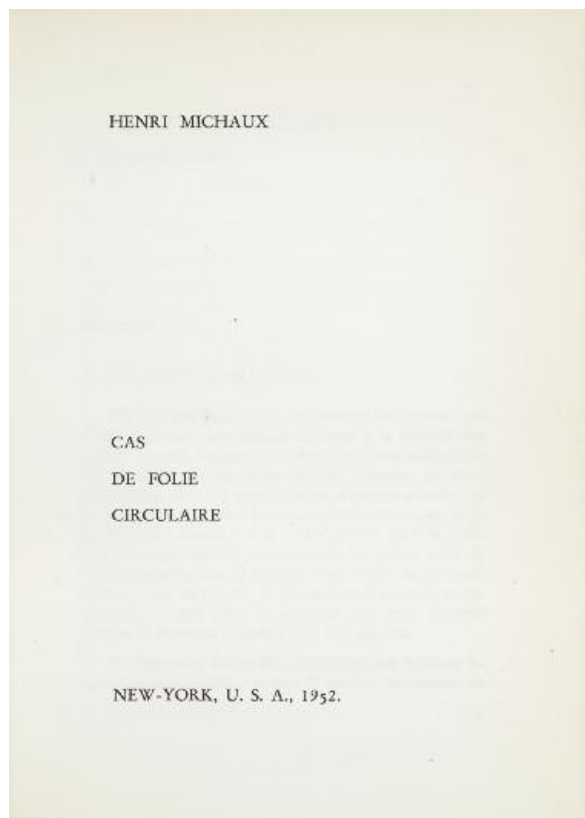 HENRI MICHAUX
CAS
DE FOLIE
CIRCULAIRE
NEW-YORK, U. S. A., 1952.